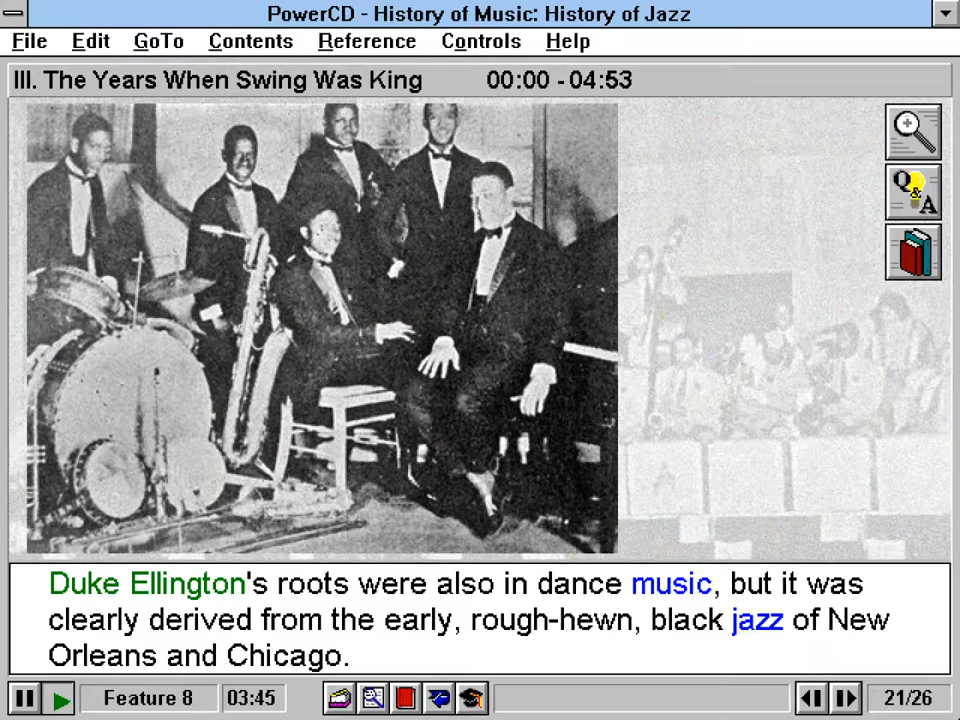 PowerCD - History of Music: History of Jazz
File Edit GoTo Contents Reference Controls Help
III. The Years When Swing Was King 00:00 - 04:53
Q & A
Duke Ellington's roots were also in dance music, but it was
clearly derived from the early, rough-hewn, black jazz of New
Orleans and Chicago.
Feature 8 03:45 21/26